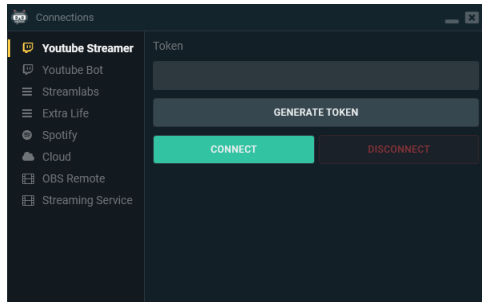 Connections
Youtube Streamer
Youtube Bot
Streamlabs
Extra Life
Spotify
Cloud
OBS Remote
Streaming Service
Token
GENERATE TOKEN
CONNECT
DISCONNECT